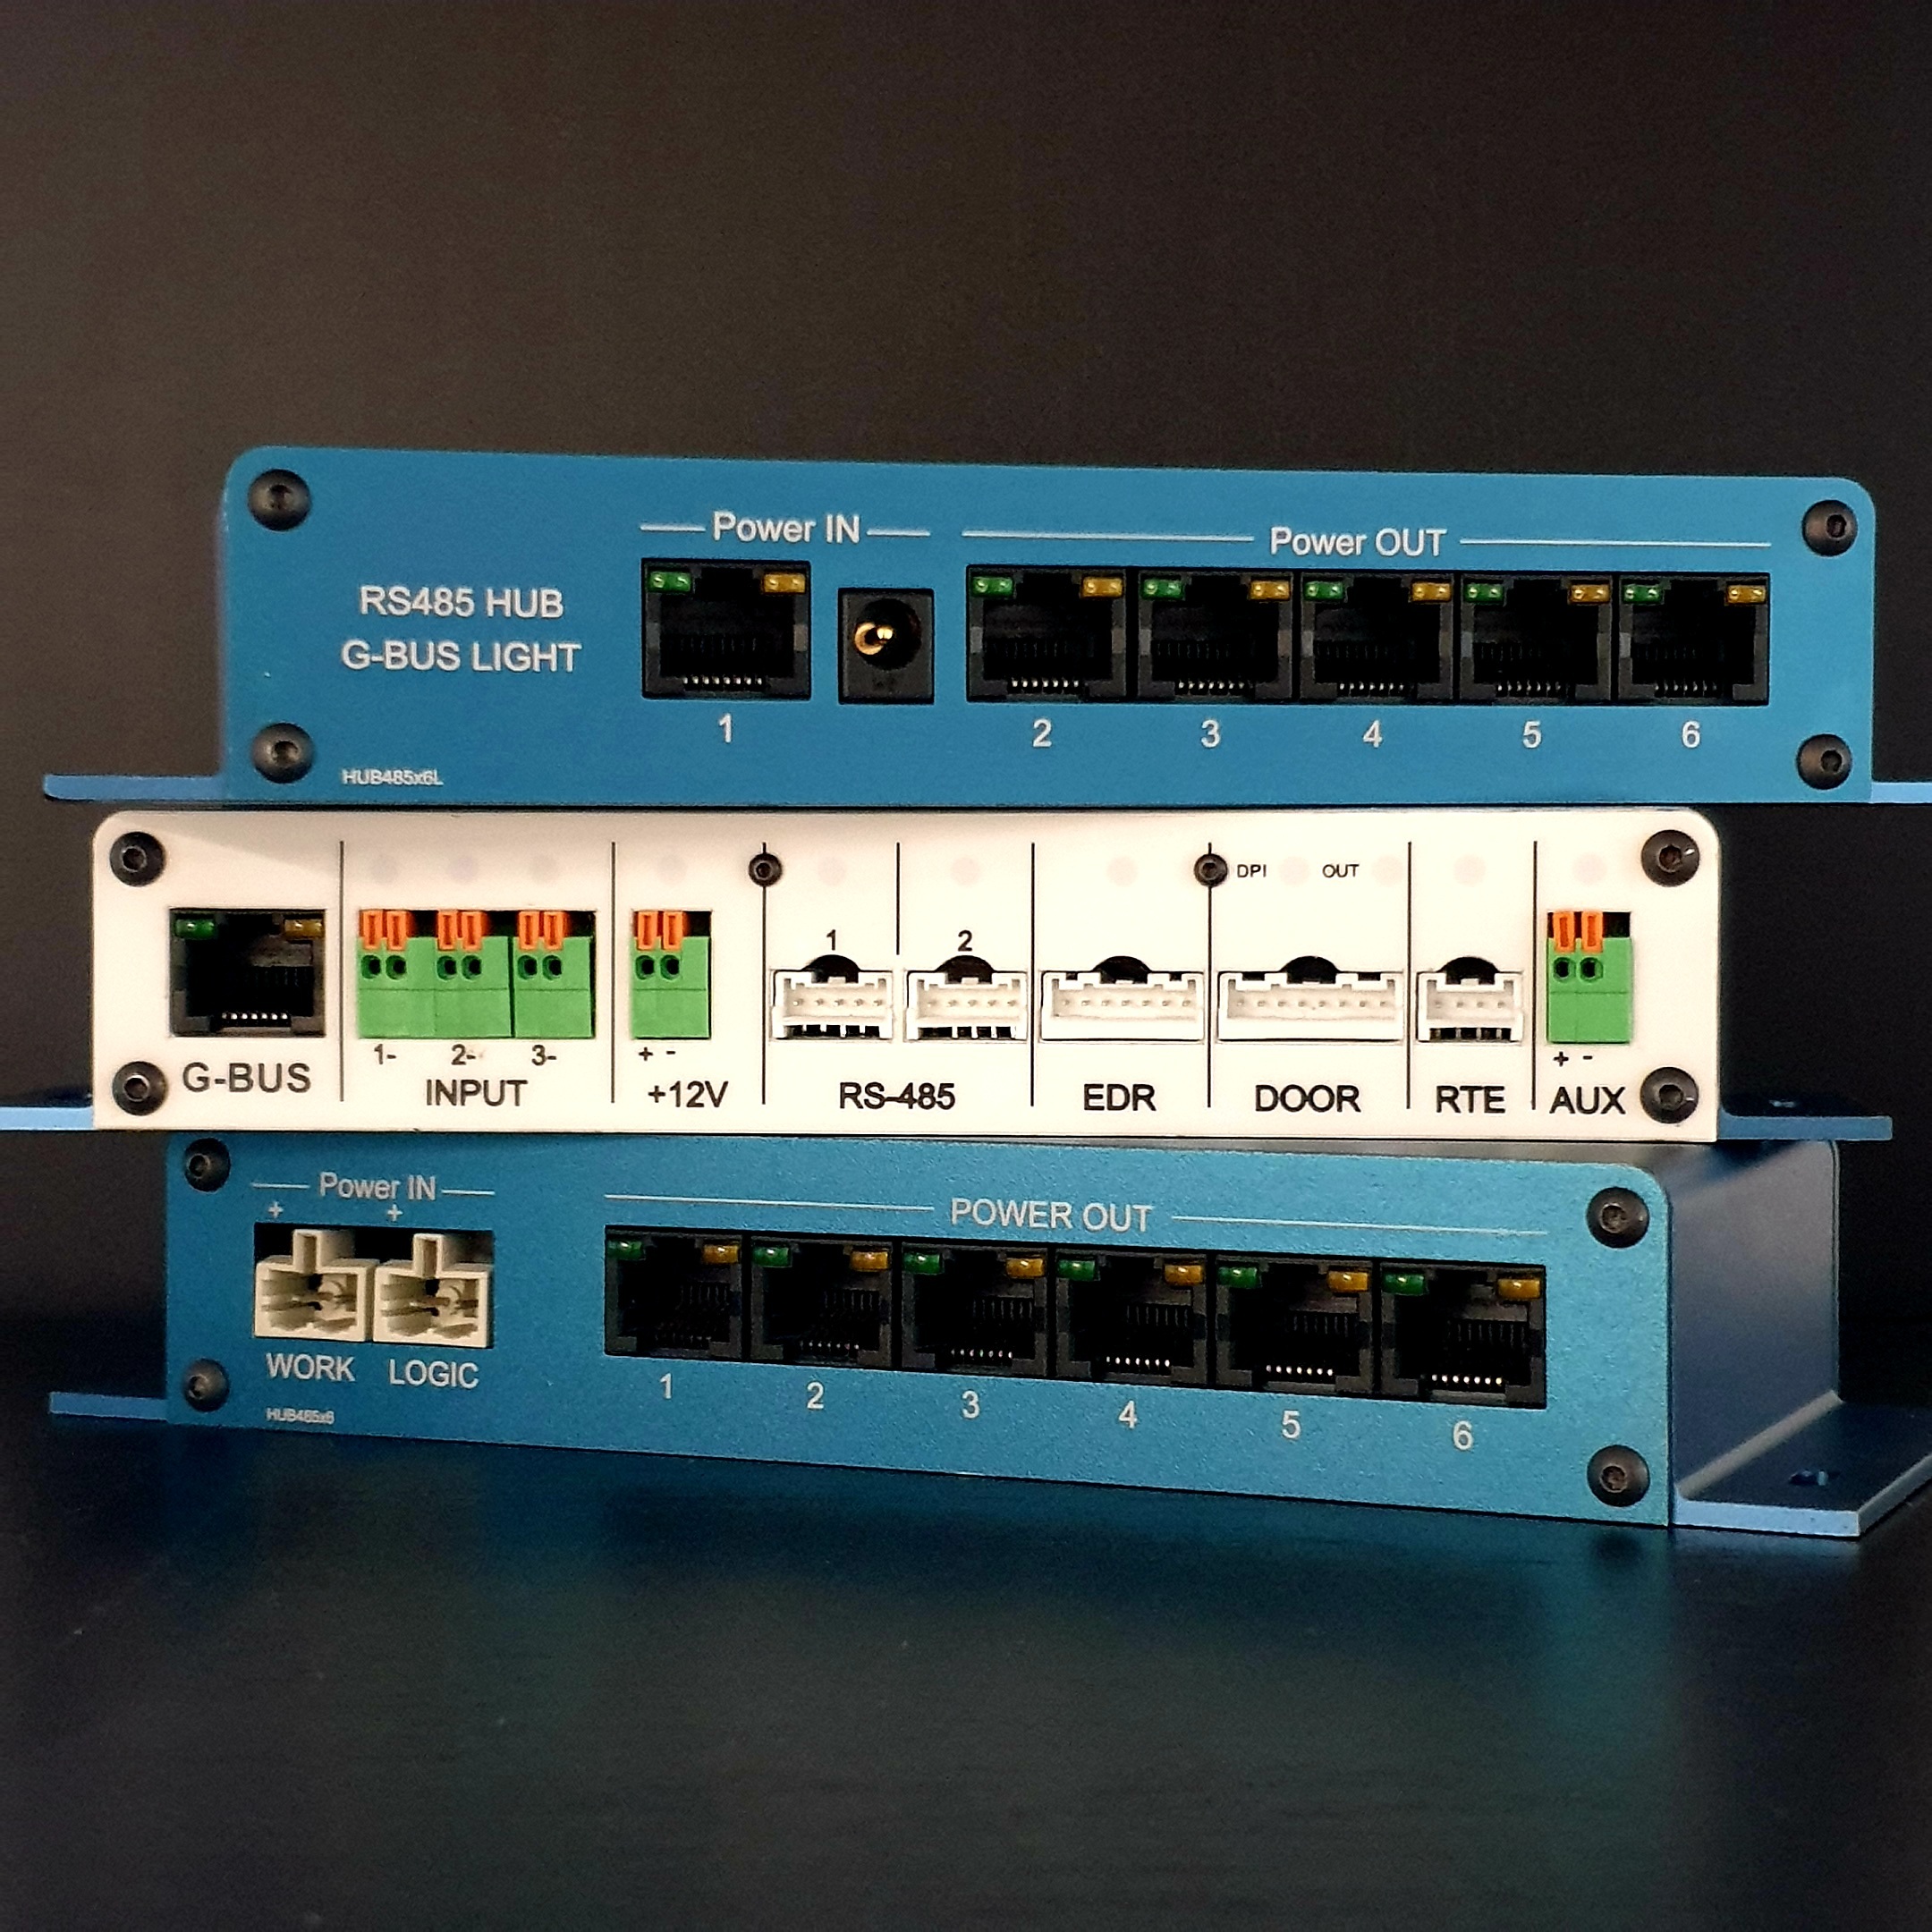 Power IN
Power OUT
RS485 HUB
G-BUS LIGHT
1 2 3 4 5 6
HUB485x6L
DPI OUT
1 2
1- 2- 3- + - + -
G-BUS INPUT +12V RS-485 EDR DOOR RTE AUX
Power IN
+ +
POWER OUT
WORK LOGIC
1 2 3 4 5 6
HUB485x6